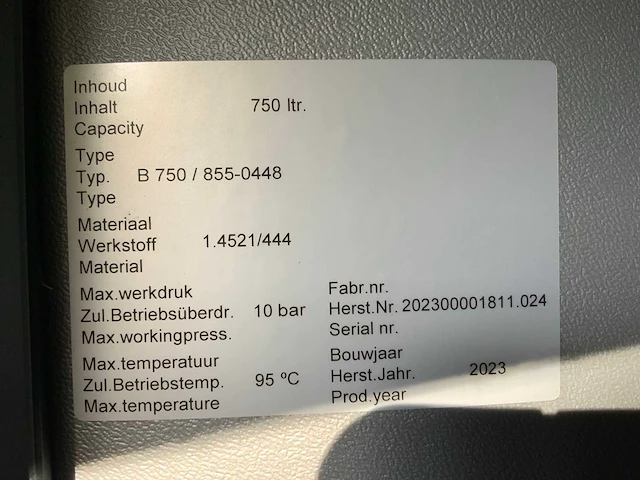 Inhoud
Inhalt 750 ltr.
Capacity
Type
Typ. B 750 / 855-0448
Type
Materiaal
Werkstoff 1.4521/444
Material
Max.werkdruk
Zul.Betriebsüberdr. 10 bar
Max.workingpress.
Fabr.nr.
Herst.Nr. 202300001811.024
Serial nr.
Max.temperatuur
Zul.Betriebstemp. 95 ºC
Max.temperature
Bouwjaar
Herst.Jahr. 2023
Prod.year